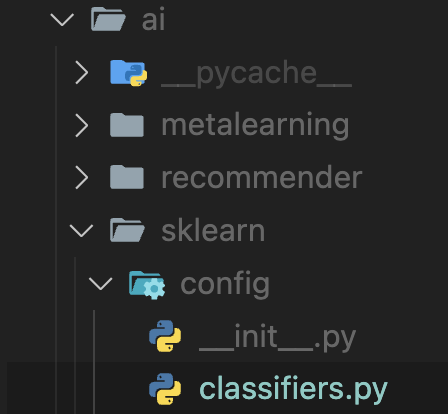 ai
__pycache__
metalearning
recommender
sklearn
config
__init__.py
classifiers.py